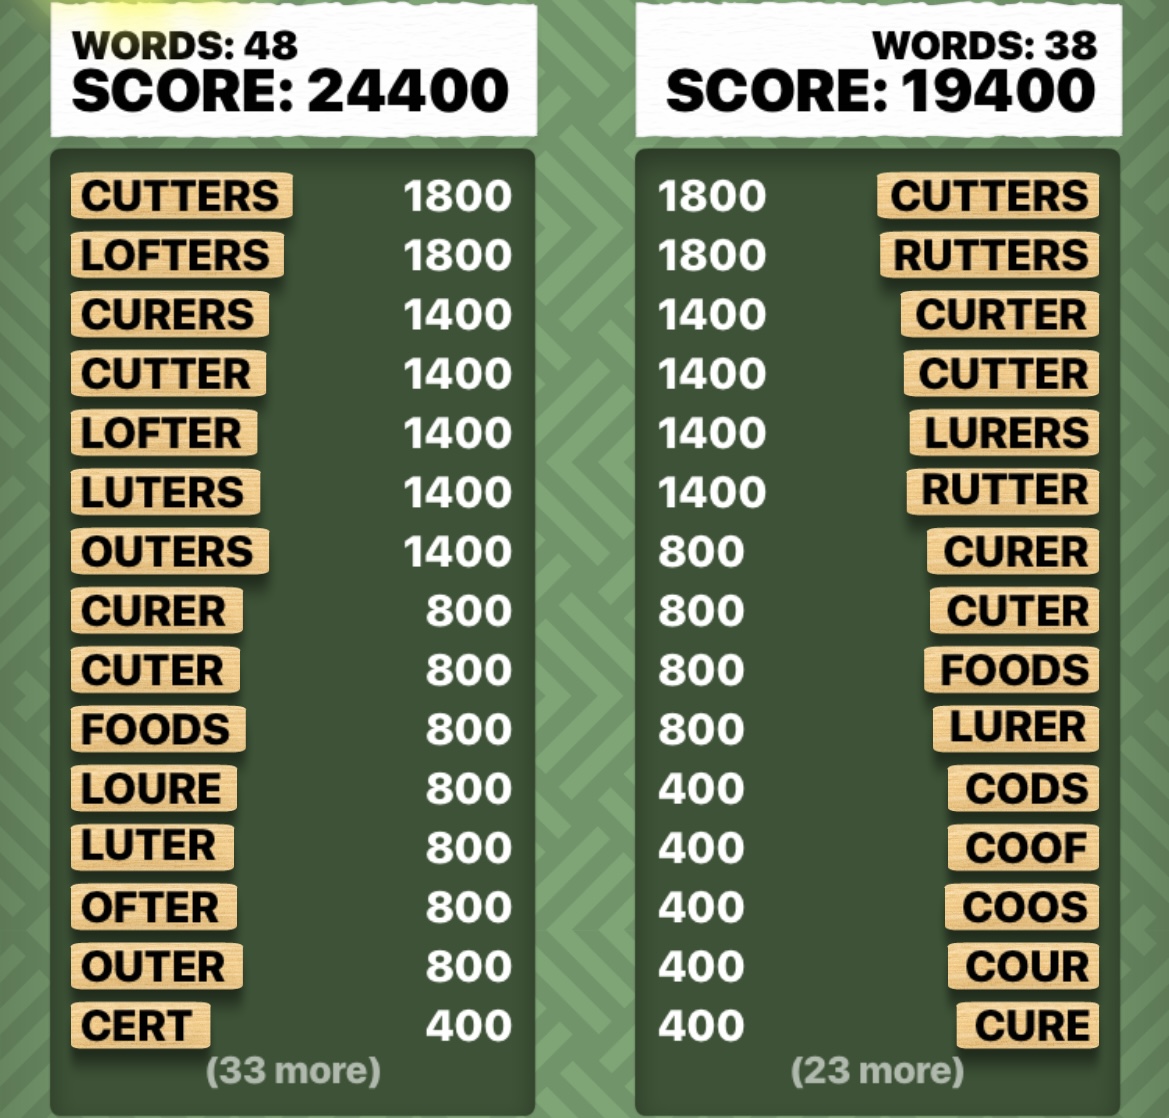 WORDS: 48
SCORE: 24400
CUTTERS 1800
LOFTERS 1800
CURERS 1400
CUTTER 1400
LOFTER 1400
LUTERS 1400
OUTERS 1400
CURER 800
CUTER 800
FOODS 800
LOURE 800
LUTER 800
OFTER 800
OUTER 800
CERT 400
(33 more)
WORDS: 38
SCORE: 19400
1800 CUTTERS
1800 RUTTERS
1400 CURTER
1400 CUTTER
1400 LURERS
1400 RUTTER
800 CURER
800 CUTER
800 FOODS
800 LURER
400 CODS
400 COOF
400 COOS
400 COUR
400 CURE
(23 more)